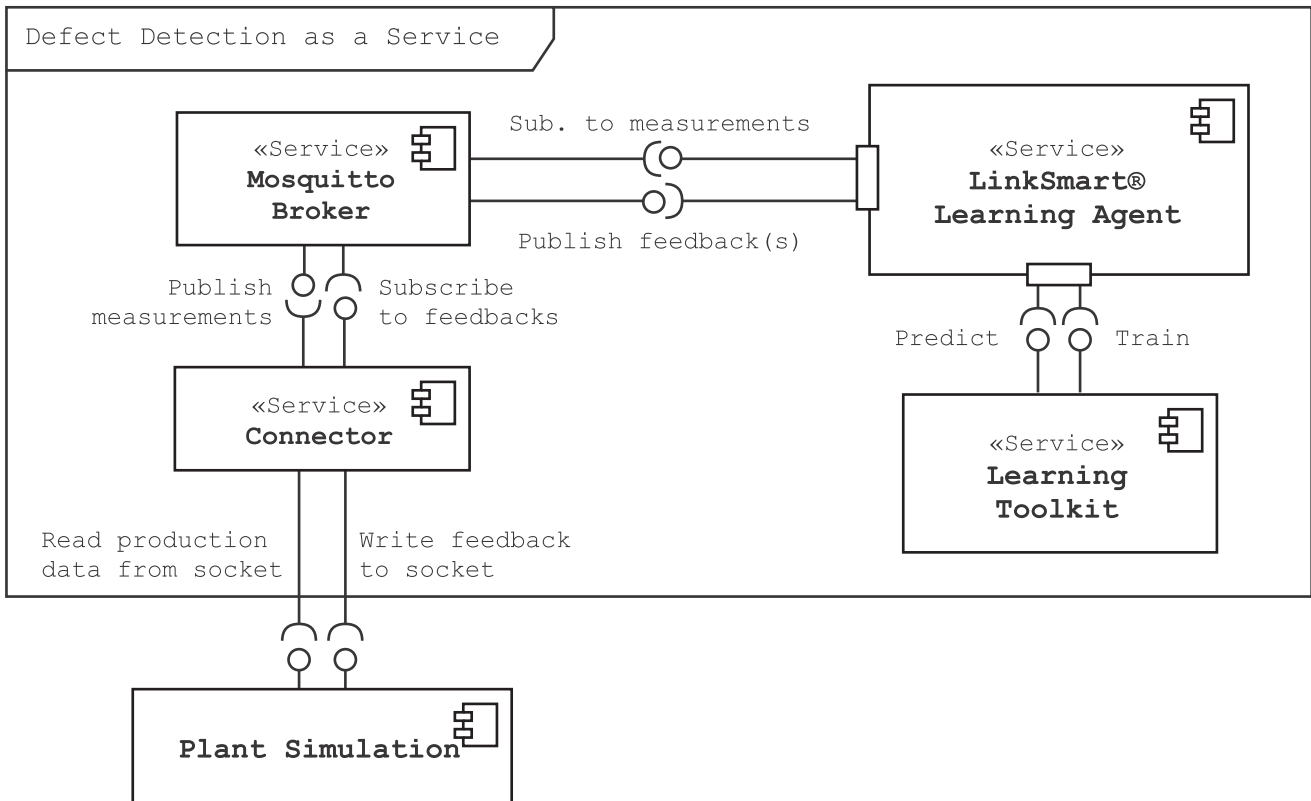 Defect Detection as a Service
Sub. to measurements
«Service»
Mosquitto
Broker
«Service»
LinkSmart®
Learning Agent
Publish feedback(s)
Publish
measurements
Subscribe
to feedbacks
Predict
Train
«Service»
Connector
«Service»
Learning
Toolkit
Read production
data from socket
Write feedback
to socket
Plant Simulation